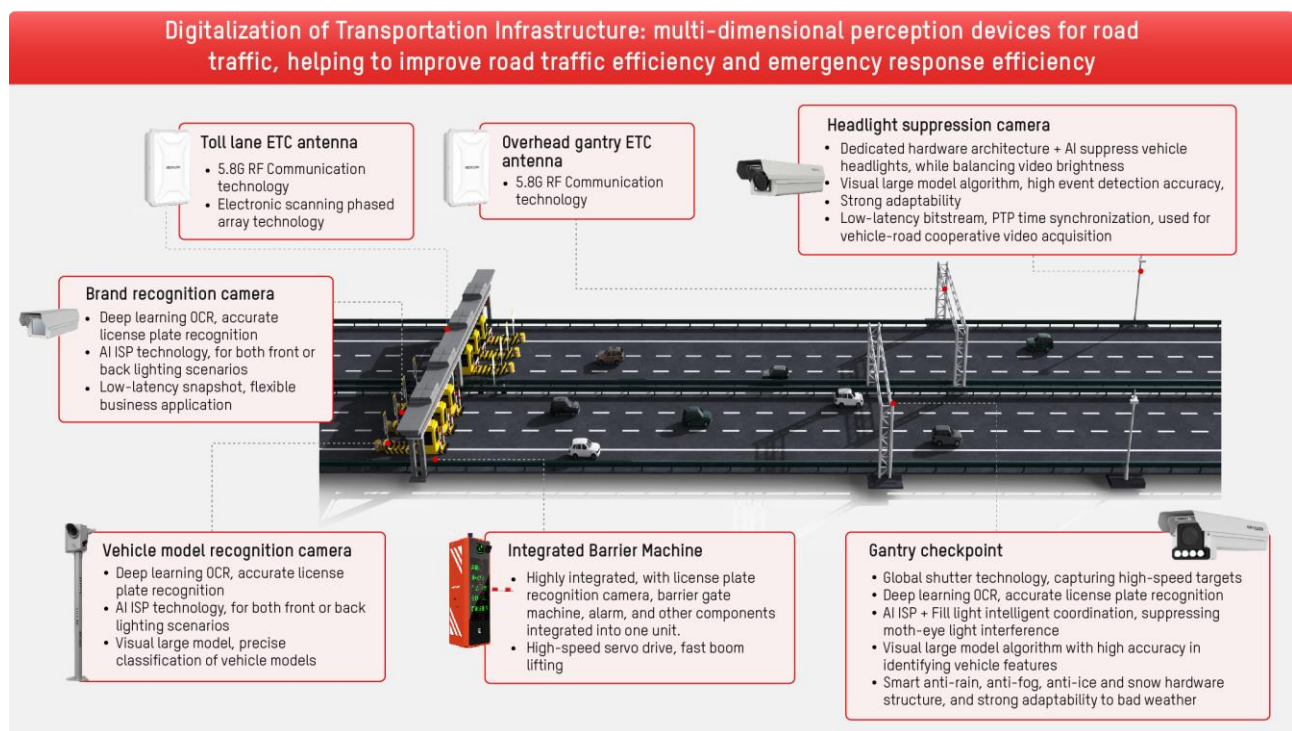 Digitalization of Transportation Infrastructure: multi-dimensional perception devices for road
traffic, helping to improve road traffic efficiency and emergency response efficiency
Toll lane ETC antenna
• 5.8G RF Communication
technology
• Electronic scanning phased
array technology
Overhead gantry ETC
antenna
• 5.8G RF Communication
technology
Headlight suppression camera
• Dedicated hardware architecture + AI suppress vehicle
headlights, while balancing video brightness
• Visual large model algorithm, high event detection accuracy,
• Strong adaptability
• Low-latency bitstream, PTP time synchronization, used for
vehicle-road cooperative video acquisition
Brand recognition camera
• Deep learning OCR, accurate
license plate recognition
• AI ISP technology, for both front or
back lighting scenarios
• Low-latency snapshot, flexible
business application
Vehicle model recognition camera
• Deep learning OCR, accurate license
plate recognition
• AI ISP technology, for both front or back
lighting scenarios
• Visual large model, precise
classification of vehicle models
Integrated Barrier Machine
• Highly integrated, with license plate
recognition camera, barrier gate
machine, alarm, and other components
integrated into one unit.
• High-speed servo drive, fast boom
lifting
Gantry checkpoint
• Global shutter technology, capturing high-speed targets
• Deep learning OCR, accurate license plate recognition
• AI ISP + Fill light intelligent coordination, suppressing
moth-eye light interference
• Visual large model algorithm with high accuracy in
identifying vehicle features
• Smart anti-rain, anti-fog, anti-ice and snow hardware
structure, and strong adaptability to bad weather